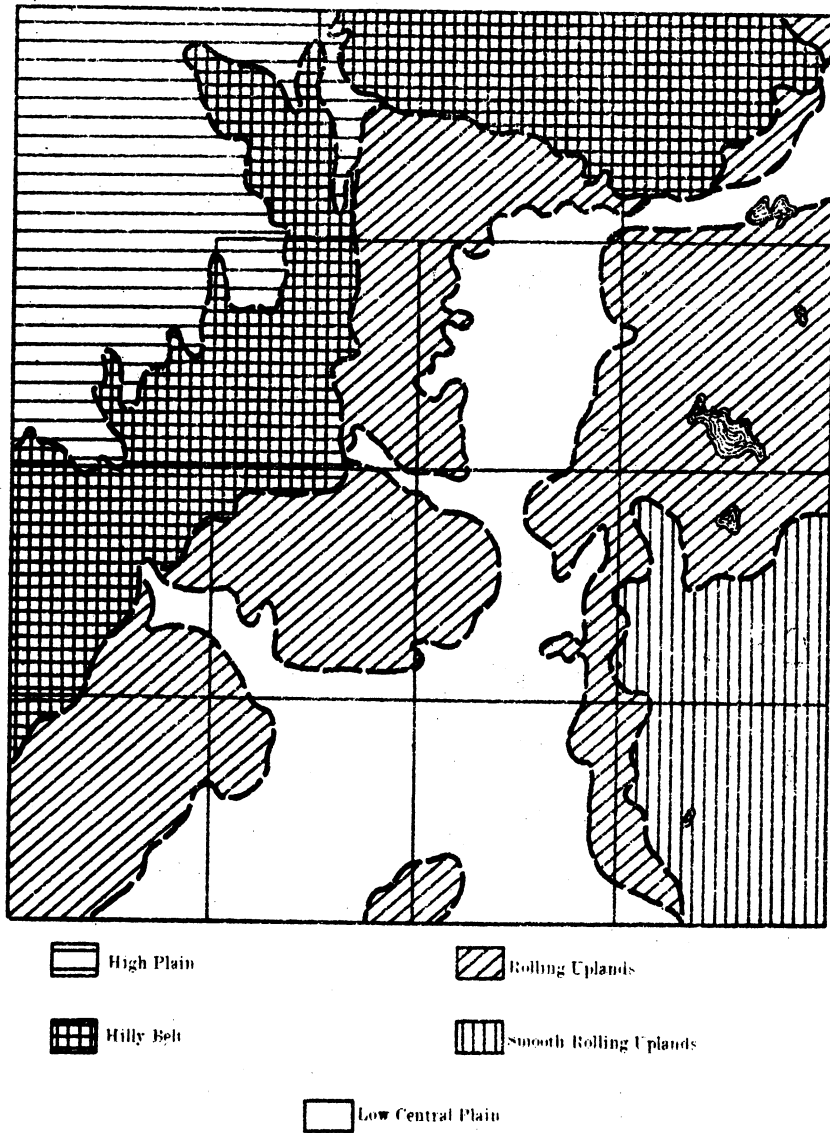 High Plain
Rolling Uplands
Hilly Belt
Smooth Rolling Uplands
Low Central Plain